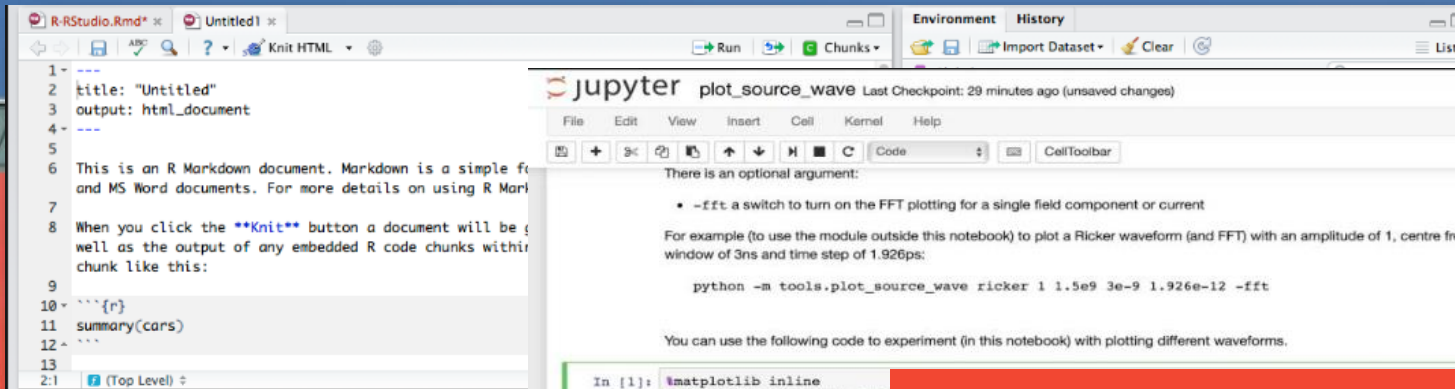 R-RStudio.Rmd* × Untitled1 ×
ABC ? Knit HTML
Run Chunks
1 ---
2 title: "Untitled"
3 output: html_document
4 ---
5
6 This is an R Markdown document. Markdown is a simple
and MS Word documents. For more details on using R
7
8 When you click the **Knit** button a document will be
well as the output of any embedded R code chunks
chunk like this:
9
10 ```{r}
11 summary(cars)
12 ```
13
2:1 (Top Level)
Environment History
Import Dataset Clear
jupyter plot_source_wave Last Checkpoint: 29 minutes ago (unsaved changes)
File Edit View Insert Cell Kernel Help
Code CellToolbar
There is an optional argument:
• -fft a switch to turn on the FFT plotting for a single field component or current
For example (to use the module outside this notebook) to plot a Ricker waveform (and FFT) with an amplitude of 1, centre
window of 3ns and time step of 1.926ps:
python -m tools.plot_source_wave ricker 1 1.5e9 3e-9 1.926e-12 -fft
You can use the following code to experiment (in this notebook) with plotting different waveforms.
In [1]: %matplotlib inline